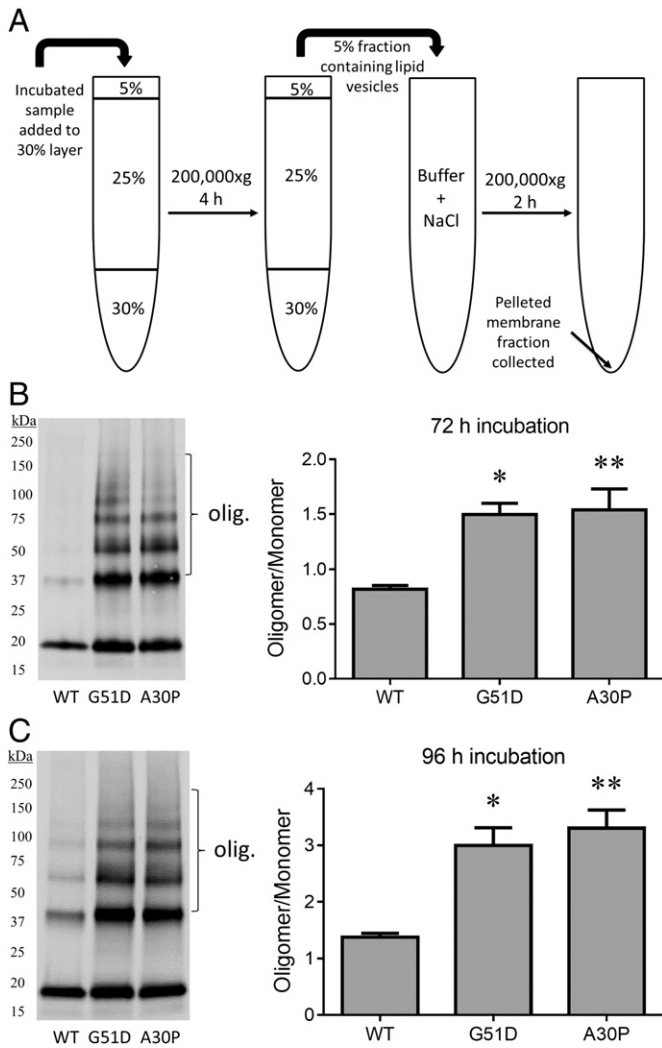 A
Incubated
sample
added to
30% layer
5%
25%
30%
200,000xg
4 h
5%
25%
30%
5% fraction
containing lipid
vesicles
Buffer
+
NaCl
200,000xg
2 h
Pelleted
membrane
fraction
collected
B
kDa
250
150
100
75
50
37
25
20
15
olig.
WT G51D A30P
72 h incubation
Oligomer/Monomer
2.0
1.5
1.0
0.5
0.0
*
**
WT G51D A30P
C
kDa
250
150
100
75
50
37
25
20
15
olig.
WT G51D A30P
96 h incubation
Oligomer/Monomer
4
3
2
1
0
*
**
WT G51D A30P